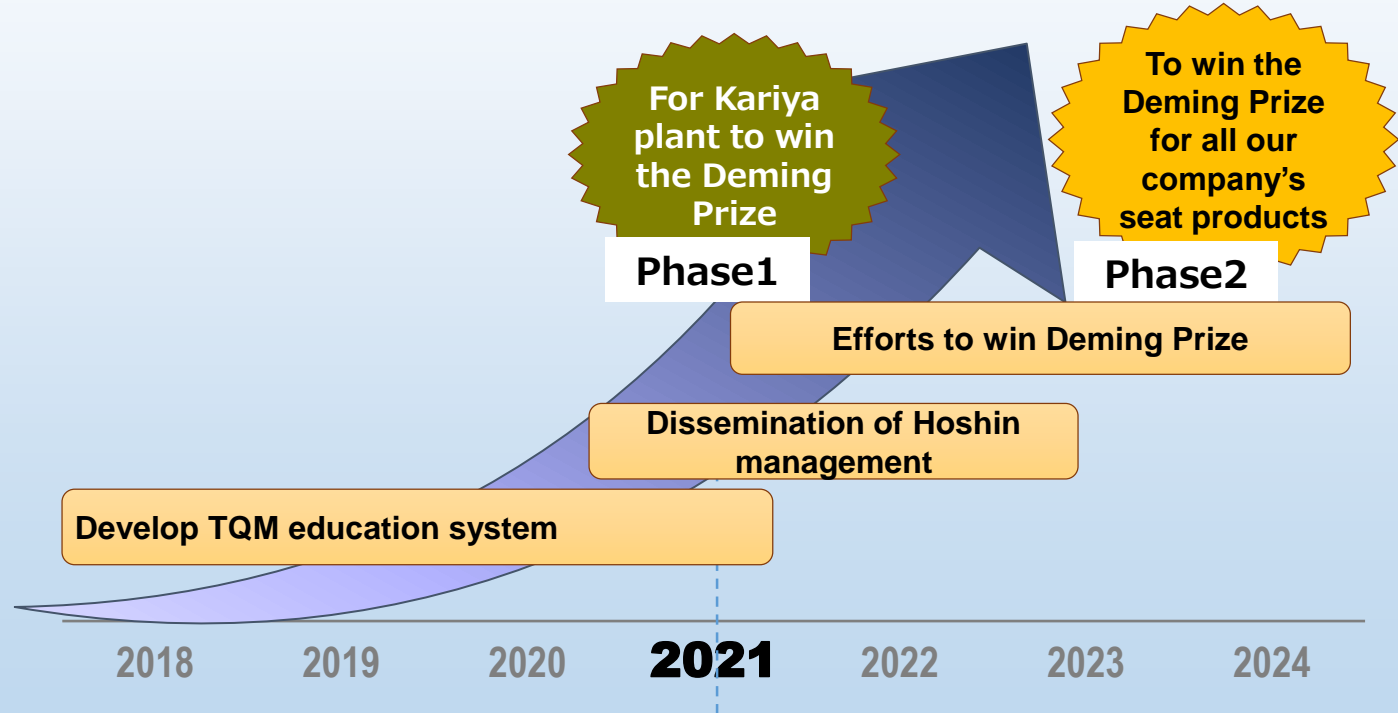 For Kariya
plant to win
the Deming
Prize
Phase1
To win the
Deming Prize
for all our
company’s
seat products
Phase2
Efforts to win Deming Prize
Dissemination of Hoshin
management
Develop TQM education system
2018 2019 2020 2021 2022 2023 2024